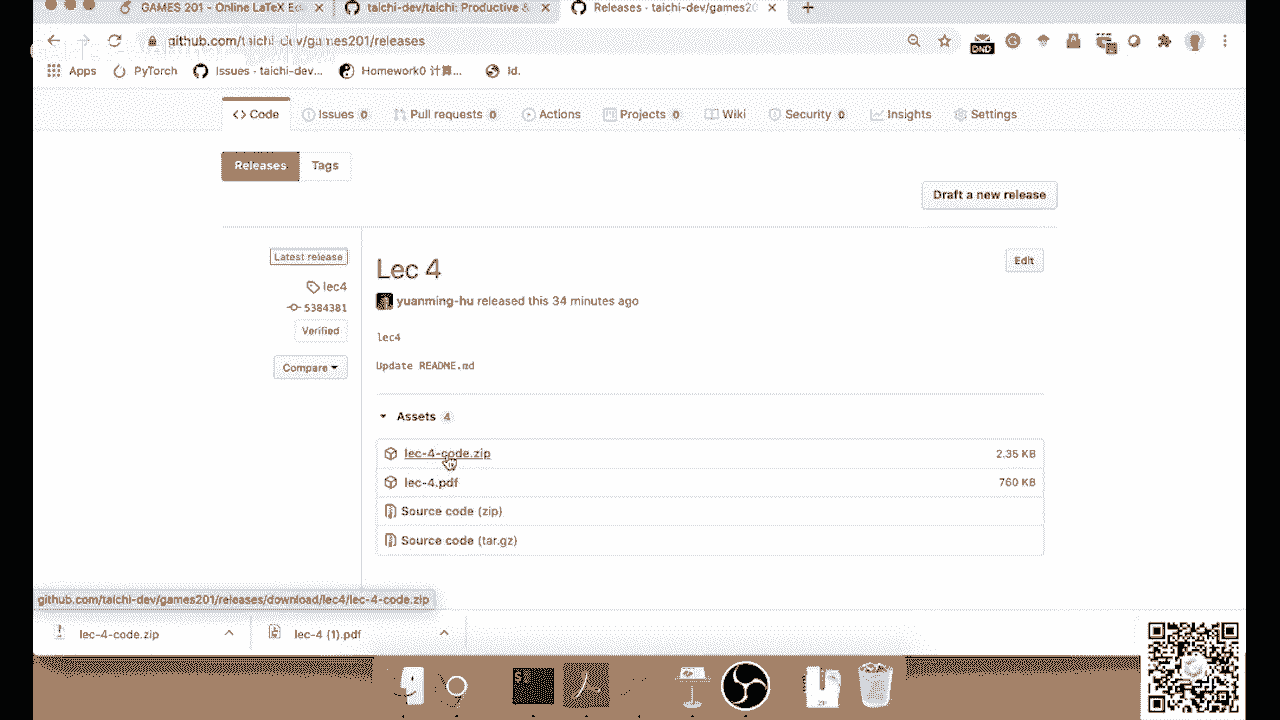 GAMES 201 - Online LaTeX Ed
taichi-dev/taichi: Productive &
Releases · taichi-dev/games20
github.com/taichi-dev/games201/releases
DND
Apps
PyTorch
Issues · taichi-dev...
Homework0 计算...
Id.
Code
Issues 0
Pull requests 0
Actions
Projects 0
Wiki
Security 0
Insights
Settings
Releases
Tags
Draft a new release
Latest release
lec4
5384381
Verified
Compare
Lec 4
Edit
yuanming-hu released this 34 minutes ago
lec4
Update README.md
Assets 4
lec-4-code.zip 2.35 KB
lec-4.pdf 760 KB
Source code (zip)
Source code (tar.gz)
github.com/taichi-dev/games201/releases/download/lec4/lec-4-code.zip
lec-4-code.zip
lec-4 (1).pdf
ZIP